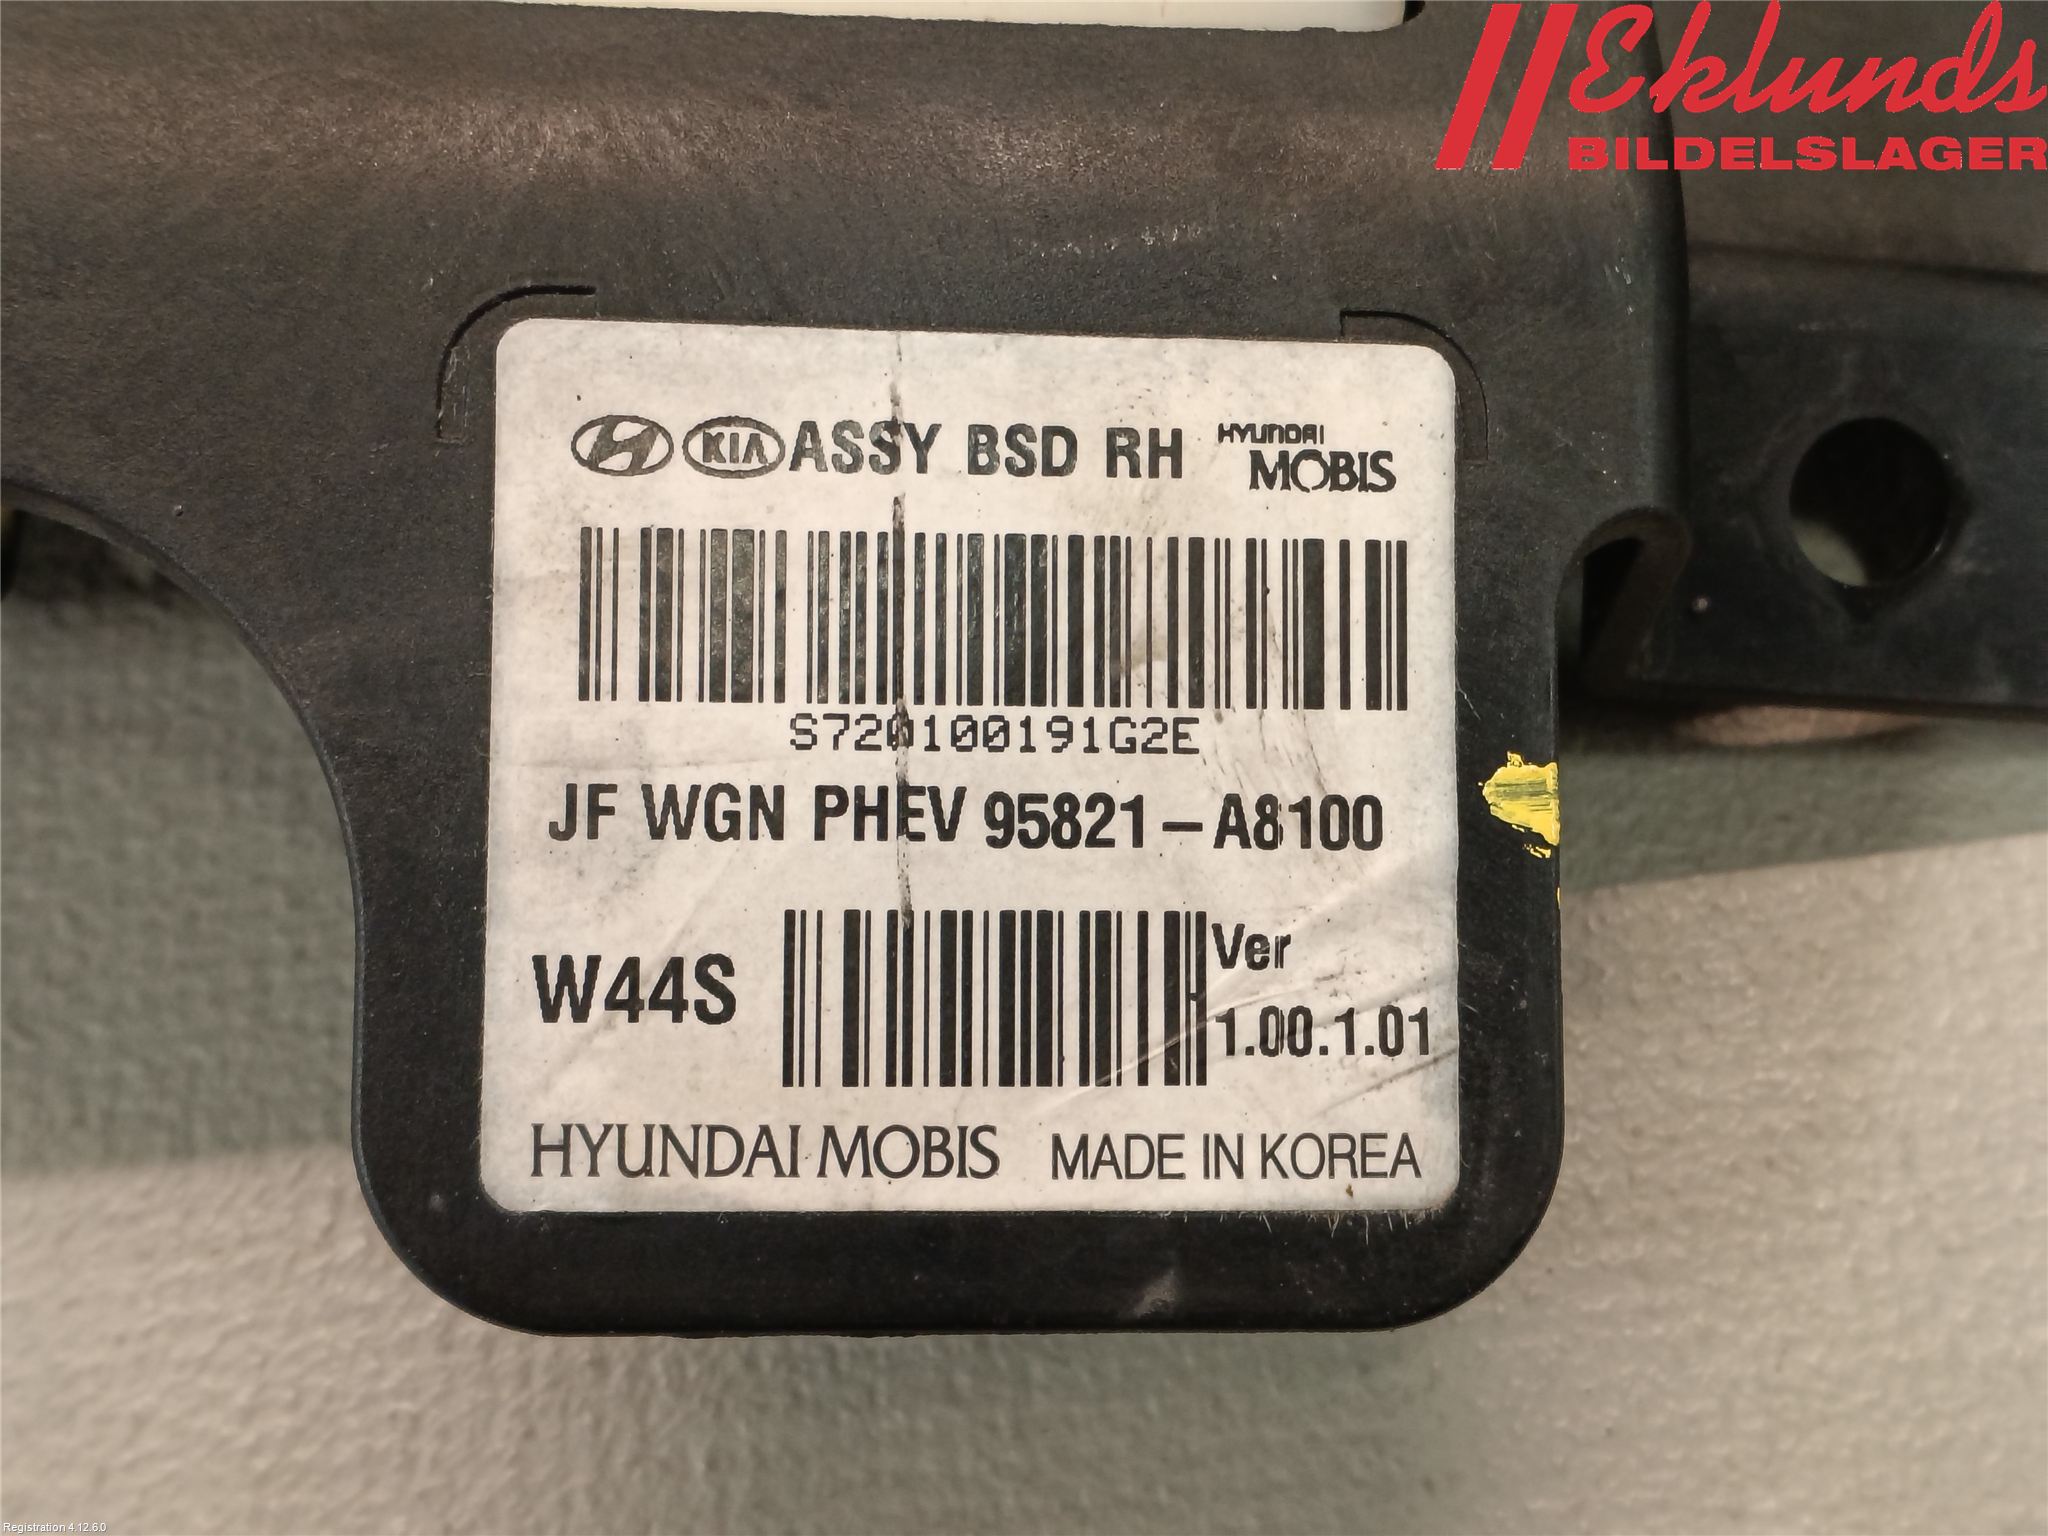 Eklunds
BILDELSLAGER
KIA ASSY BSD RH HYUNDAI MOBIS
S720100191G2E
JF WGN PHEV 95821-A8100
W44S
Ver
1.00.1.01
HYUNDAI MOBIS MADE IN KOREA
Registration 4.12.6.0